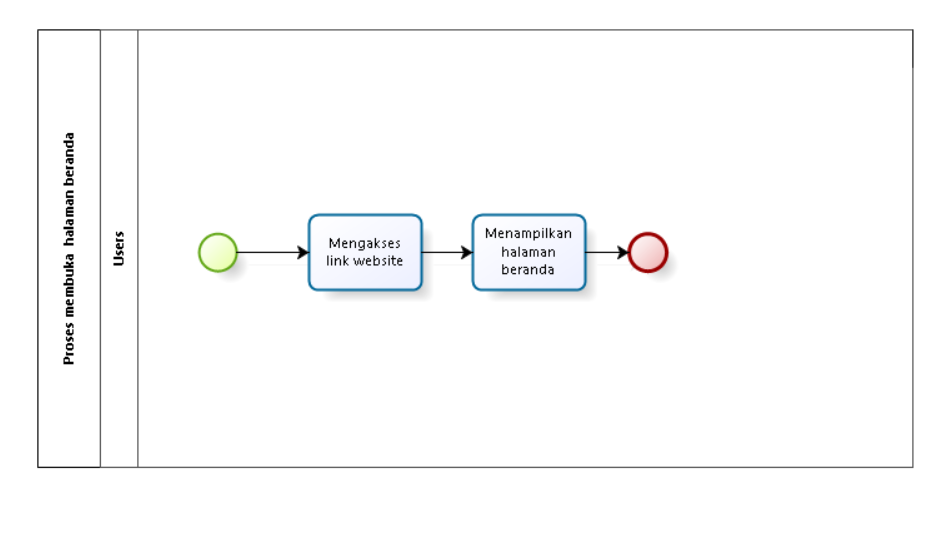 Proses membuka halaman beranda
Users
Mengakses
link website
Menampilkan
halaman
beranda